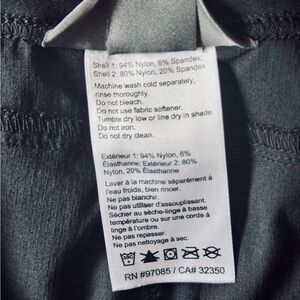 Shell 1: 94% Nylon, 6% Spandex
Shell 2: 80% Nylon, 20% Spandex
Machine wash cold separately,
rinse thoroughly.
Do not bleach.
Do not use fabric softener.
Tumble dry low or line dry in shade.
Do not iron.
Do not dry clean.
Extérieur 1: 94% Nylon, 6%
Élasthanne; Extérieur 2: 80%
Nylon, 20% Élasthanne
Laver à la machine séparément à
l'eau froide, bien rincer.
Ne pas blanchir.
Ne pas utiliser d'assouplissant.
Sécher au sèche-linge à basse
température ou sur une corde à
linge à l'ombre.
Ne pas repasser.
Ne pas nettoyage à sec.
RN #97085 / CA# 32350